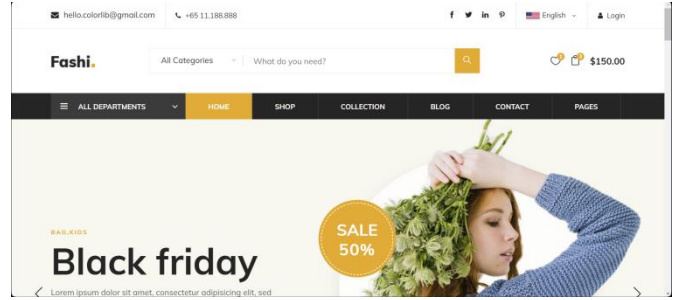 hello.colorlib@gmail.com +65 11.188.888 English Login
Fashi. All Categories What do you need? $150.00
ALL DEPARTMENTS HOME SHOP COLLECTION BLOG CONTACT PAGES
BAG,KIDS
SALE
50%
Black friday
Lorem ipsum dolor sit amet, consectetur adipisicing elit, sed